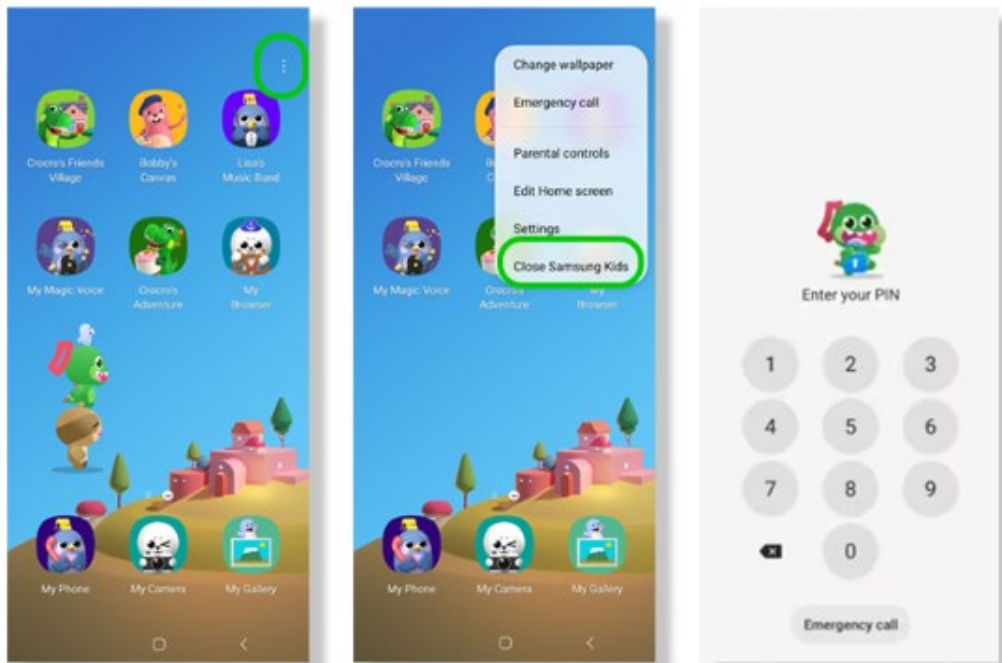 Crocro's Friends
Village
Bobby's
Canvas
Lisa's
Music Band
My Magic Voice
Crocro's
Adventure
My
Browser
My Phone
My Camera
My Gallery
Change wallpaper
Emergency call
Parental controls
Edit Home screen
Settings
Close Samsung Kids
Crocro's Friends
Village
My Magic Voice
Crocro's
Adventure
My
Browser
My Phone
My Camera
My Gallery
Enter your PIN
1 2 3
4 5 6
7 8 9
0
Emergency call